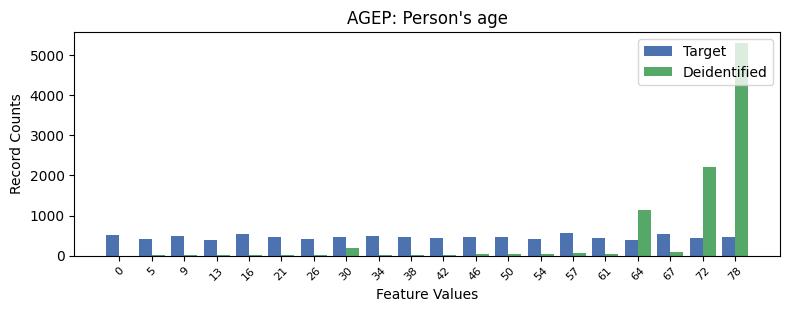 AGEP: Person's age
Target
Deidentified
Record Counts
5000
4000
3000
2000
1000
0
0 5 9 13 16 21 26 30 34 38 42 46 50 54 57 61 64 67 72 78
Feature Values